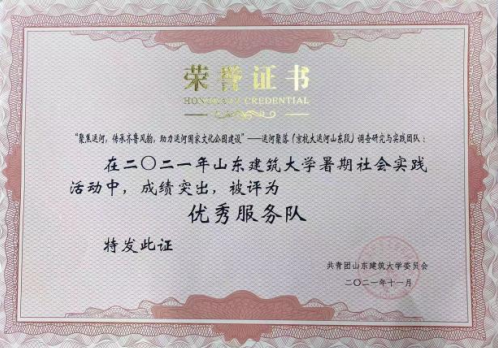 荣誉证书
HONORARY CREDENTIAL
“聚焦运河，传承齐鲁风韵，助力运河国家文化公园建设”——运河聚落（京杭大运河山东段）调查研究与实践团队：
在二〇二一年山东建筑大学暑期社会实践
活动中，成绩突出，被评为
优秀服务队
特发此证
共青团山东建筑大学委员会
二〇二一年十一月